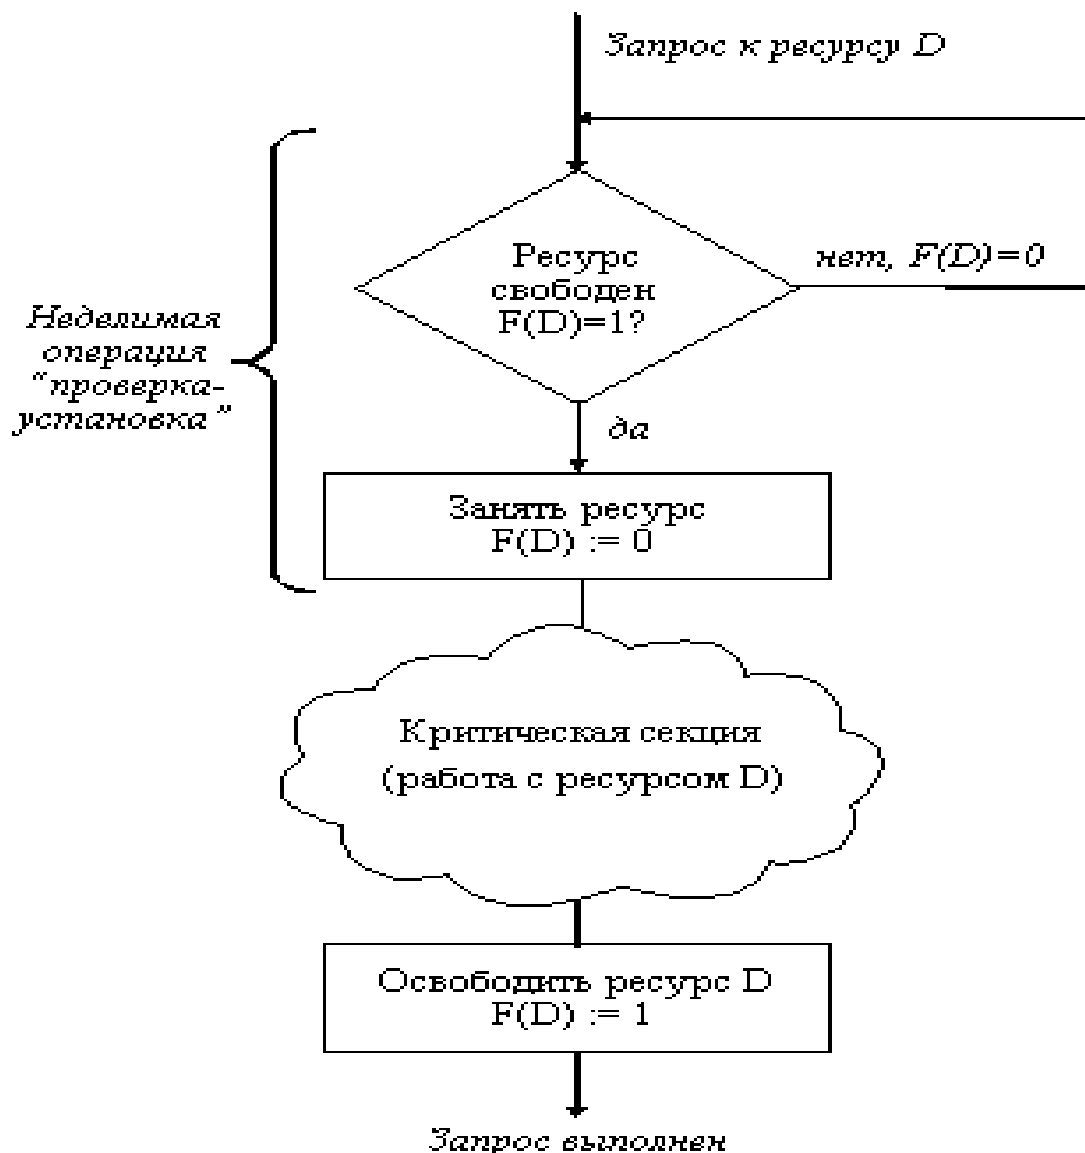 Запрос к ресурсу D
Ресурс
свободен
F(D)=1?
нет, F(D)=0
Неделимая
операция
“проверка-
установка”
да
Занять ресурс
F(D) := 0
Критическая секция
(работа с ресурсом D)
Освободить ресурс D
F(D) := 1
Запрос выполнен